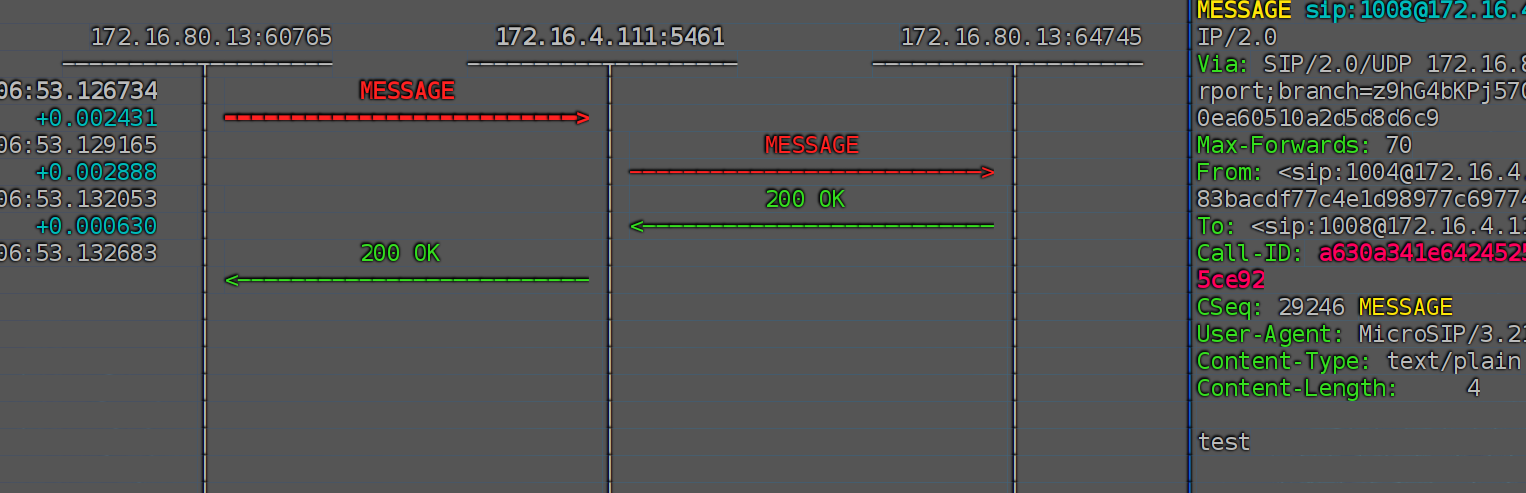 172.16.80.13:60765 172.16.4.111:5461 172.16.80.13:64745
06:53.126734 MESSAGE
+0.002431
06:53.129165 MESSAGE
+0.002888
06:53.132053 200 OK
+0.000630
06:53.132683 200 OK
MESSAGE sip:1008@172.16.4
IP/2.0
Via: SIP/2.0/UDP 172.16.8
rport;branch=z9hG4bKPj570
0ea60510a2d5d8d6c9
Max-Forwards: 70
From: <sip:1004@172.16.4.
83bacdf77c4e1d98977c69774
To: <sip:1008@172.16.4.11
Call-ID: a630a341e6424525
5ce92
CSeq: 29246 MESSAGE
User-Agent: MicroSIP/3.21
Content-Type: text/plain
Content-Length: 4
test